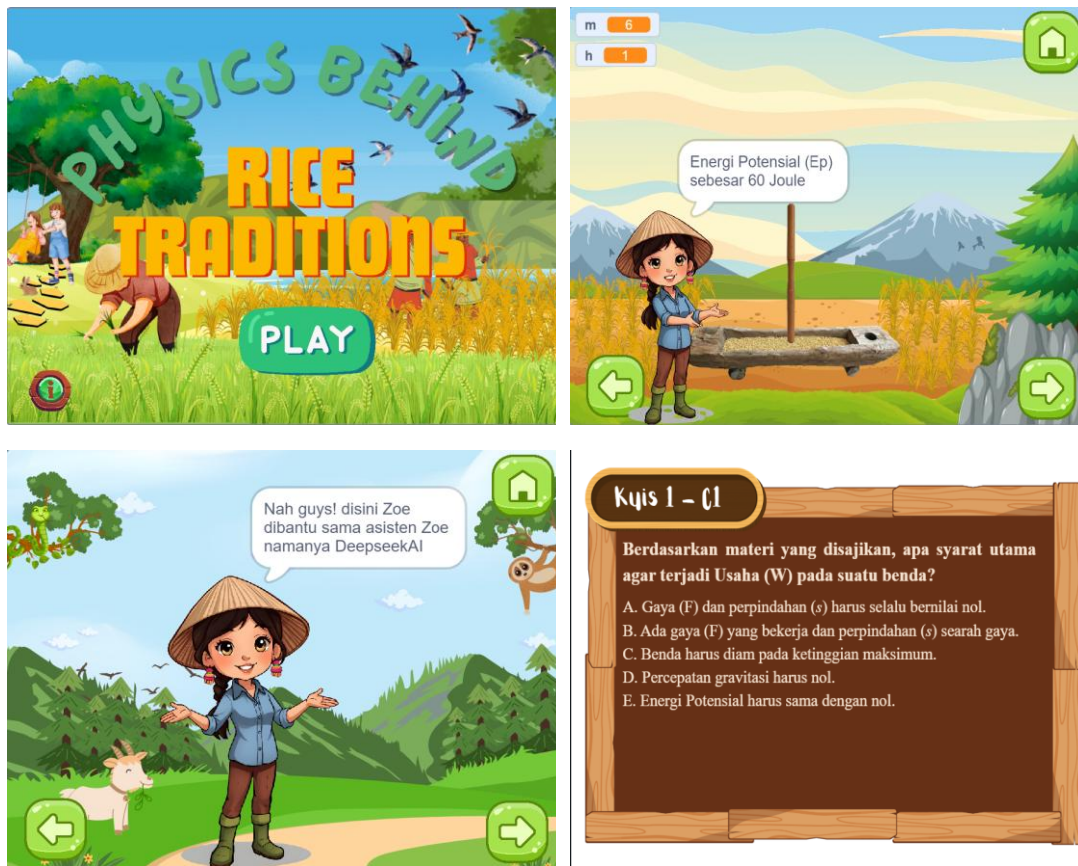 PHYSICS BEHIND
RICE
TRADITIONS
PLAY
i
m 6
h 1
Energi Potensial (Ep)
sebesar 60 Joule
Nah guys! disini Zoe
dibantu sama asisten Zoe
namanya DeepseekAI
Kuis 1 - C1
Berdasarkan materi yang disajikan, apa syarat utama
agar terjadi Usaha (W) pada suatu benda?
A. Gaya (F) dan perpindahan (s) harus selalu bernilai nol.
B. Ada gaya (F) yang bekerja dan perpindahan (s) searah gaya.
C. Benda harus diam pada ketinggian maksimum.
D. Percepatan gravitasi harus nol.
E. Energi Potensial harus sama dengan nol.